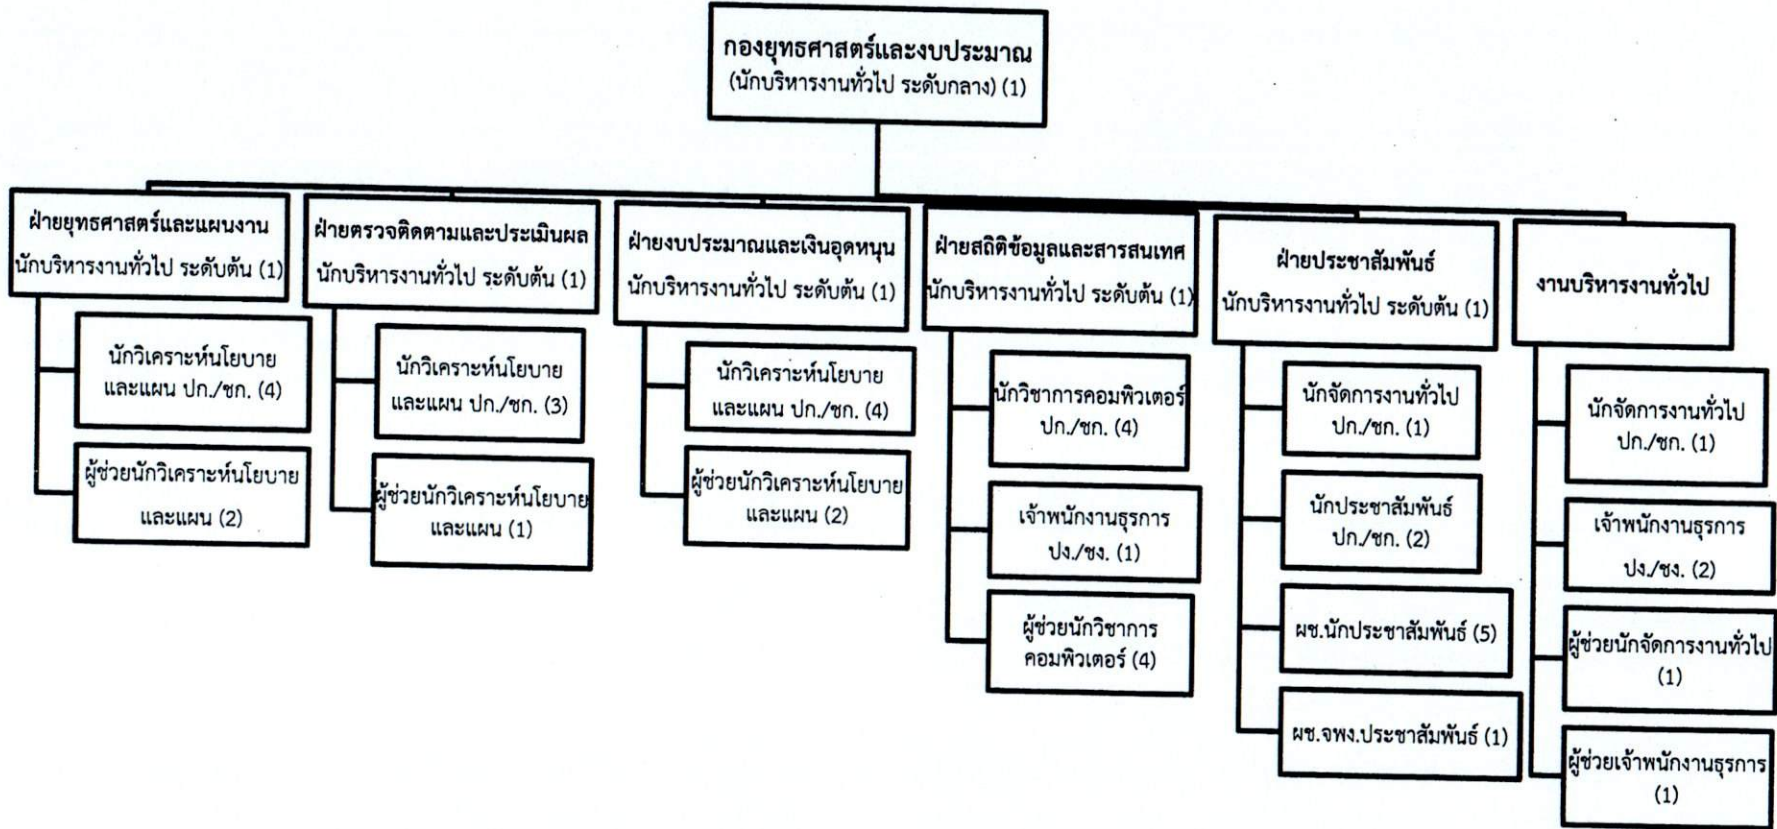 กองยุทธศาสตร์และงบประมาณ
(นักบริหารงานทั่วไป ระดับกลาง) (1)
ฝ่ายยุทธศาสตร์และแผนงาน
นักบริหารงานทั่วไป ระดับต้น (1)
นักวิเคราะห์นโยบาย
และแผน ปก./ชก. (4)
ผู้ช่วยนักวิเคราะห์นโยบาย
และแผน (2)
ฝ่ายตรวจติดตามและประเมินผล
นักบริหารงานทั่วไป ระดับต้น (1)
นักวิเคราะห์นโยบาย
และแผน ปก./ชก. (3)
ผู้ช่วยนักวิเคราะห์นโยบาย
และแผน (1)
ฝ่ายงบประมาณและเงินอุดหนุน
นักบริหารงานทั่วไป ระดับต้น (1)
นักวิเคราะห์นโยบาย
และแผน ปก./ชก. (4)
ผู้ช่วยนักวิเคราะห์นโยบาย
และแผน (2)
ฝ่ายสถิติข้อมูลและสารสนเทศ
นักบริหารงานทั่วไป ระดับต้น (1)
นักวิชาการคอมพิวเตอร์
ปก./ชก. (4)
เจ้าพนักงานธุรการ
ปง./ชง. (1)
ผู้ช่วยนักวิชาการ
คอมพิวเตอร์ (4)
ฝ่ายประชาสัมพันธ์
นักบริหารงานทั่วไป ระดับต้น (1)
นักจัดการงานทั่วไป
ปก./ชก. (1)
นักประชาสัมพันธ์
ปก./ชก. (2)
ผช.นักประชาสัมพันธ์ (5)
ผช.จพง.ประชาสัมพันธ์ (1)
งานบริหารงานทั่วไป
นักจัดการงานทั่วไป
ปก./ชก. (1)
เจ้าพนักงานธุรการ
ปง./ชง. (2)
ผู้ช่วยนักจัดการงานทั่วไป
(1)
ผู้ช่วยเจ้าพนักงานธุรการ
(1)